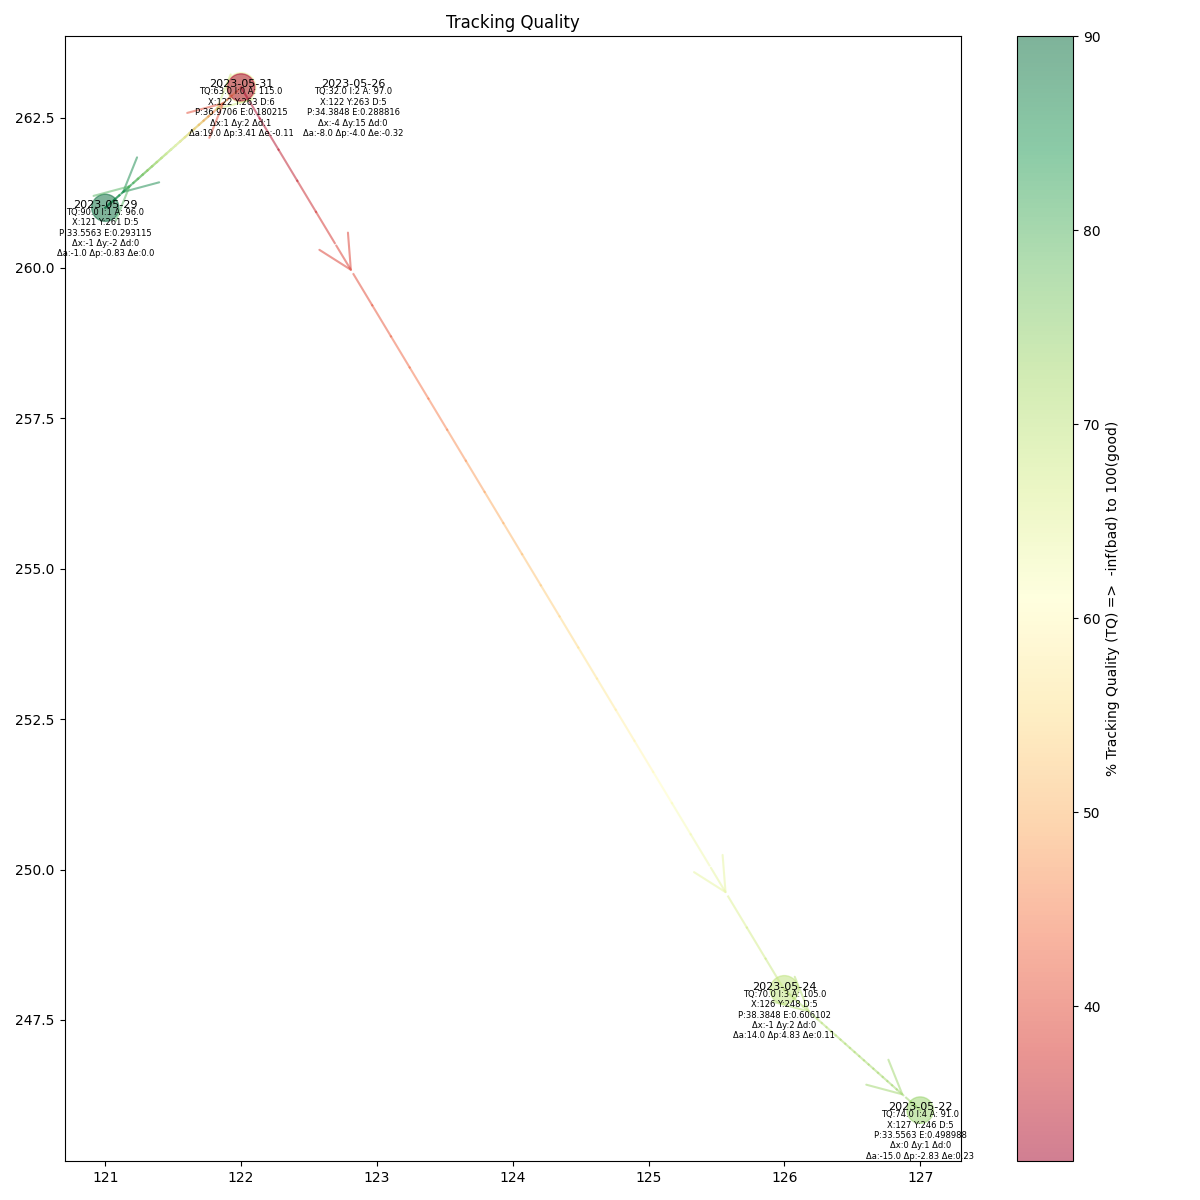 Tracking Quality
2023-05-31
TQ:63.0 I:0 A: 115.0
X:122 Y:263 D:6
P:36.9706 E:0.180215
Δx:1 Δy:2 Δd:1
Δa:19.0 Δp:3.41 Δe:-0.11
2023-05-26
TQ:32.0 I:2 A: 97.0
X:122 Y:263 D:5
P:34.3848 E:0.288816
Δx:-4 Δy:15 Δd:0
Δa:-8.0 Δp:-4.0 Δe:-0.32
2023-05-29
TQ:90.0 I:1 A: 96.0
X:121 Y:261 D:5
P:33.5563 E:0.293115
Δx:-1 Δy:-2 Δd:0
Δa:-1.0 Δp:-0.83 Δe:0.0
2023-05-24
TQ:70.0 I:3 A: 105.0
X:126 Y:248 D:5
P:38.3848 E:0.606102
Δx:-1 Δy:2 Δd:0
Δa:14.0 Δp:4.83 Δe:0.11
2023-05-22
TQ:74.0 I:4 A: 91.0
X:127 Y:246 D:5
P:33.5563 E:0.498988
Δx:0 Δy:1 Δd:0
Δa:-15.0 Δp:-2.83 Δe:0.23
262.5
260.0
257.5
255.0
252.5
250.0
247.5
121
122
123
124
125
126
127
90
80
70
60
50
40
% Tracking Quality (TQ) =>  -inf(bad) to 100(good)